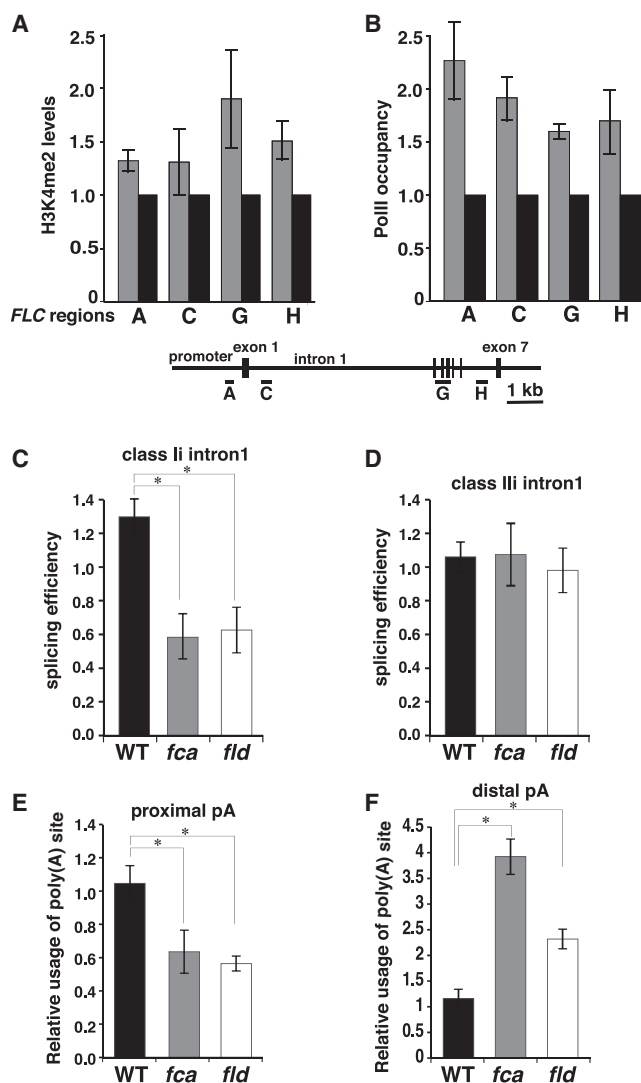 A
H3K4me2 levels
2.5
2.0
1.5
1.0
0.5
0
FLC regions
A C G H
B
PolII occupancy
2.5
2.0
1.5
1.0
0.5
0
A C G H
promoter exon 1 intron 1 exon 7
A C G H 1 kb
C
class Ii intron1
* *
splicing efficiency
1.4
1.2
1.0
0.8
0.6
0.4
0.2
0.0
WT fca fld
D
class IIi intron1
splicing efficiency
1.4
1.2
1.0
0.8
0.6
0.4
0.2
0.0
WT fca fld
E
proximal pA
* *
Relative usage of poly(A) site
1.4
1.2
1.0
0.8
0.6
0.4
0.2
0.0
WT fca fld
F
distal pA
* *
Relative usage of poly(A) site
4.5
4
3.5
3
2.5
2
1.5
1
0.5
0
WT fca fld